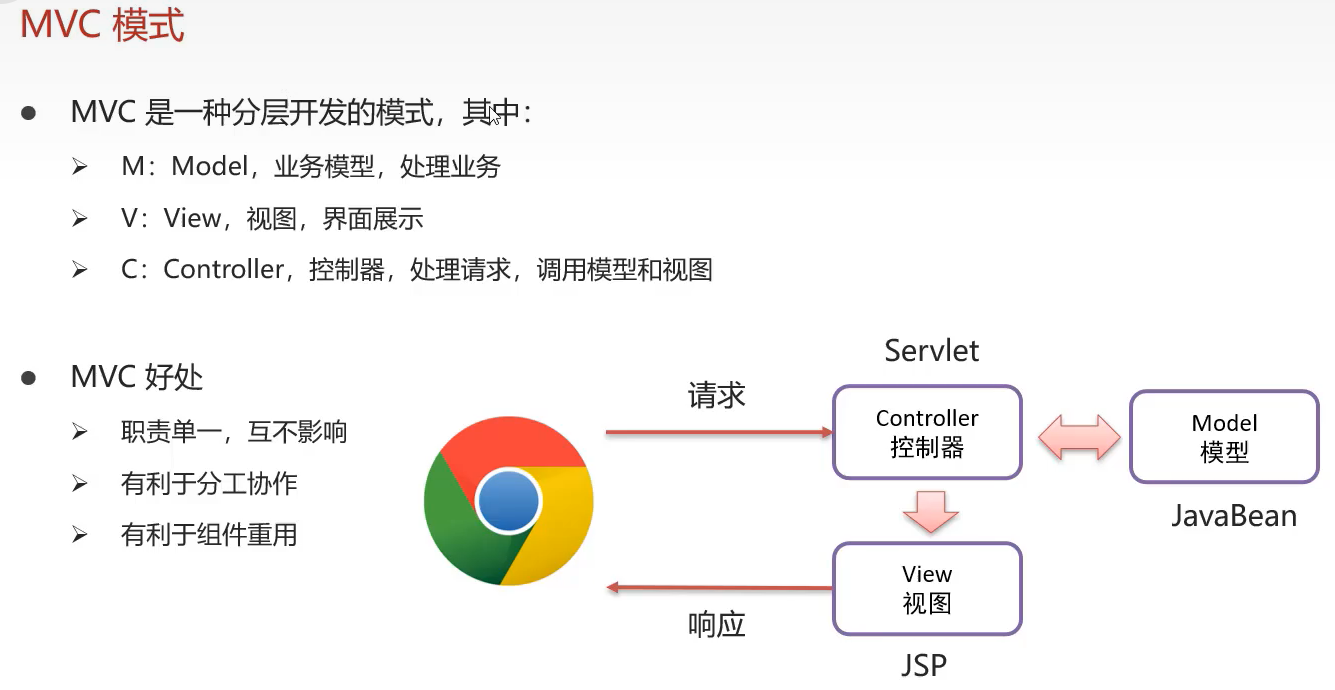 MVC 模式
MVC 是一种分层开发的模式，其中：
M：Model，业务模型，处理业务
V：View，视图，界面展示
C：Controller，控制器，处理请求，调用模型和视图
MVC 好处
职责单一，互不影响
有利于分工协作
有利于组件重用
请求
Servlet
Controller
控制器
Model
模型
JavaBean
View
视图
响应
JSP